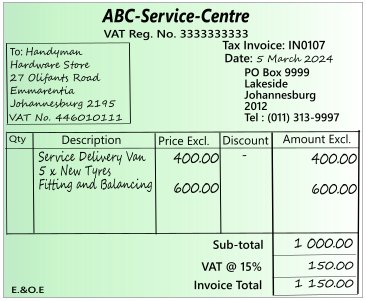 ABC-Service-Centre
VAT Reg. No. 3333333333
To: Handyman
Hardware Store
27 Olifants Road
Emmarentia
Johannesburg 2195
VAT No. 446010111
Tax Invoice: IN0107
Date: 5 March 2024
PO Box 9999
Lakeside
Johannesburg
2012
Tel : (011) 313-9997
Qty Description Price Excl. Discount Amount Excl.
Service Delivery Van 400.00 - 400.00
5 x New Tyres
Fitting and Balancing 600.00 600.00
Sub-total 1 000.00
VAT @ 15% 150.00
Invoice Total 1 150.00
E.&O.E